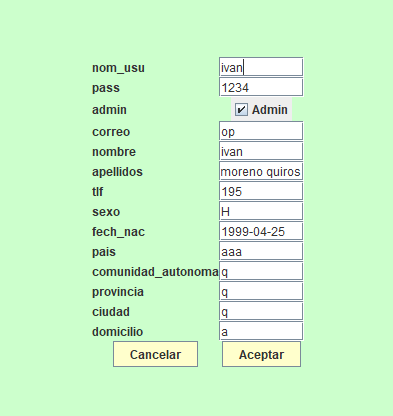 nom_usu ivan
pass 1234
admin Admin
correo op
nombre ivan
apellidos moreno quiros
tlf 195
sexo H
fech_nac 1999-04-25
pais aaa
comunidad_autonoma q
provincia q
ciudad q
domicilio a
Cancelar Aceptar